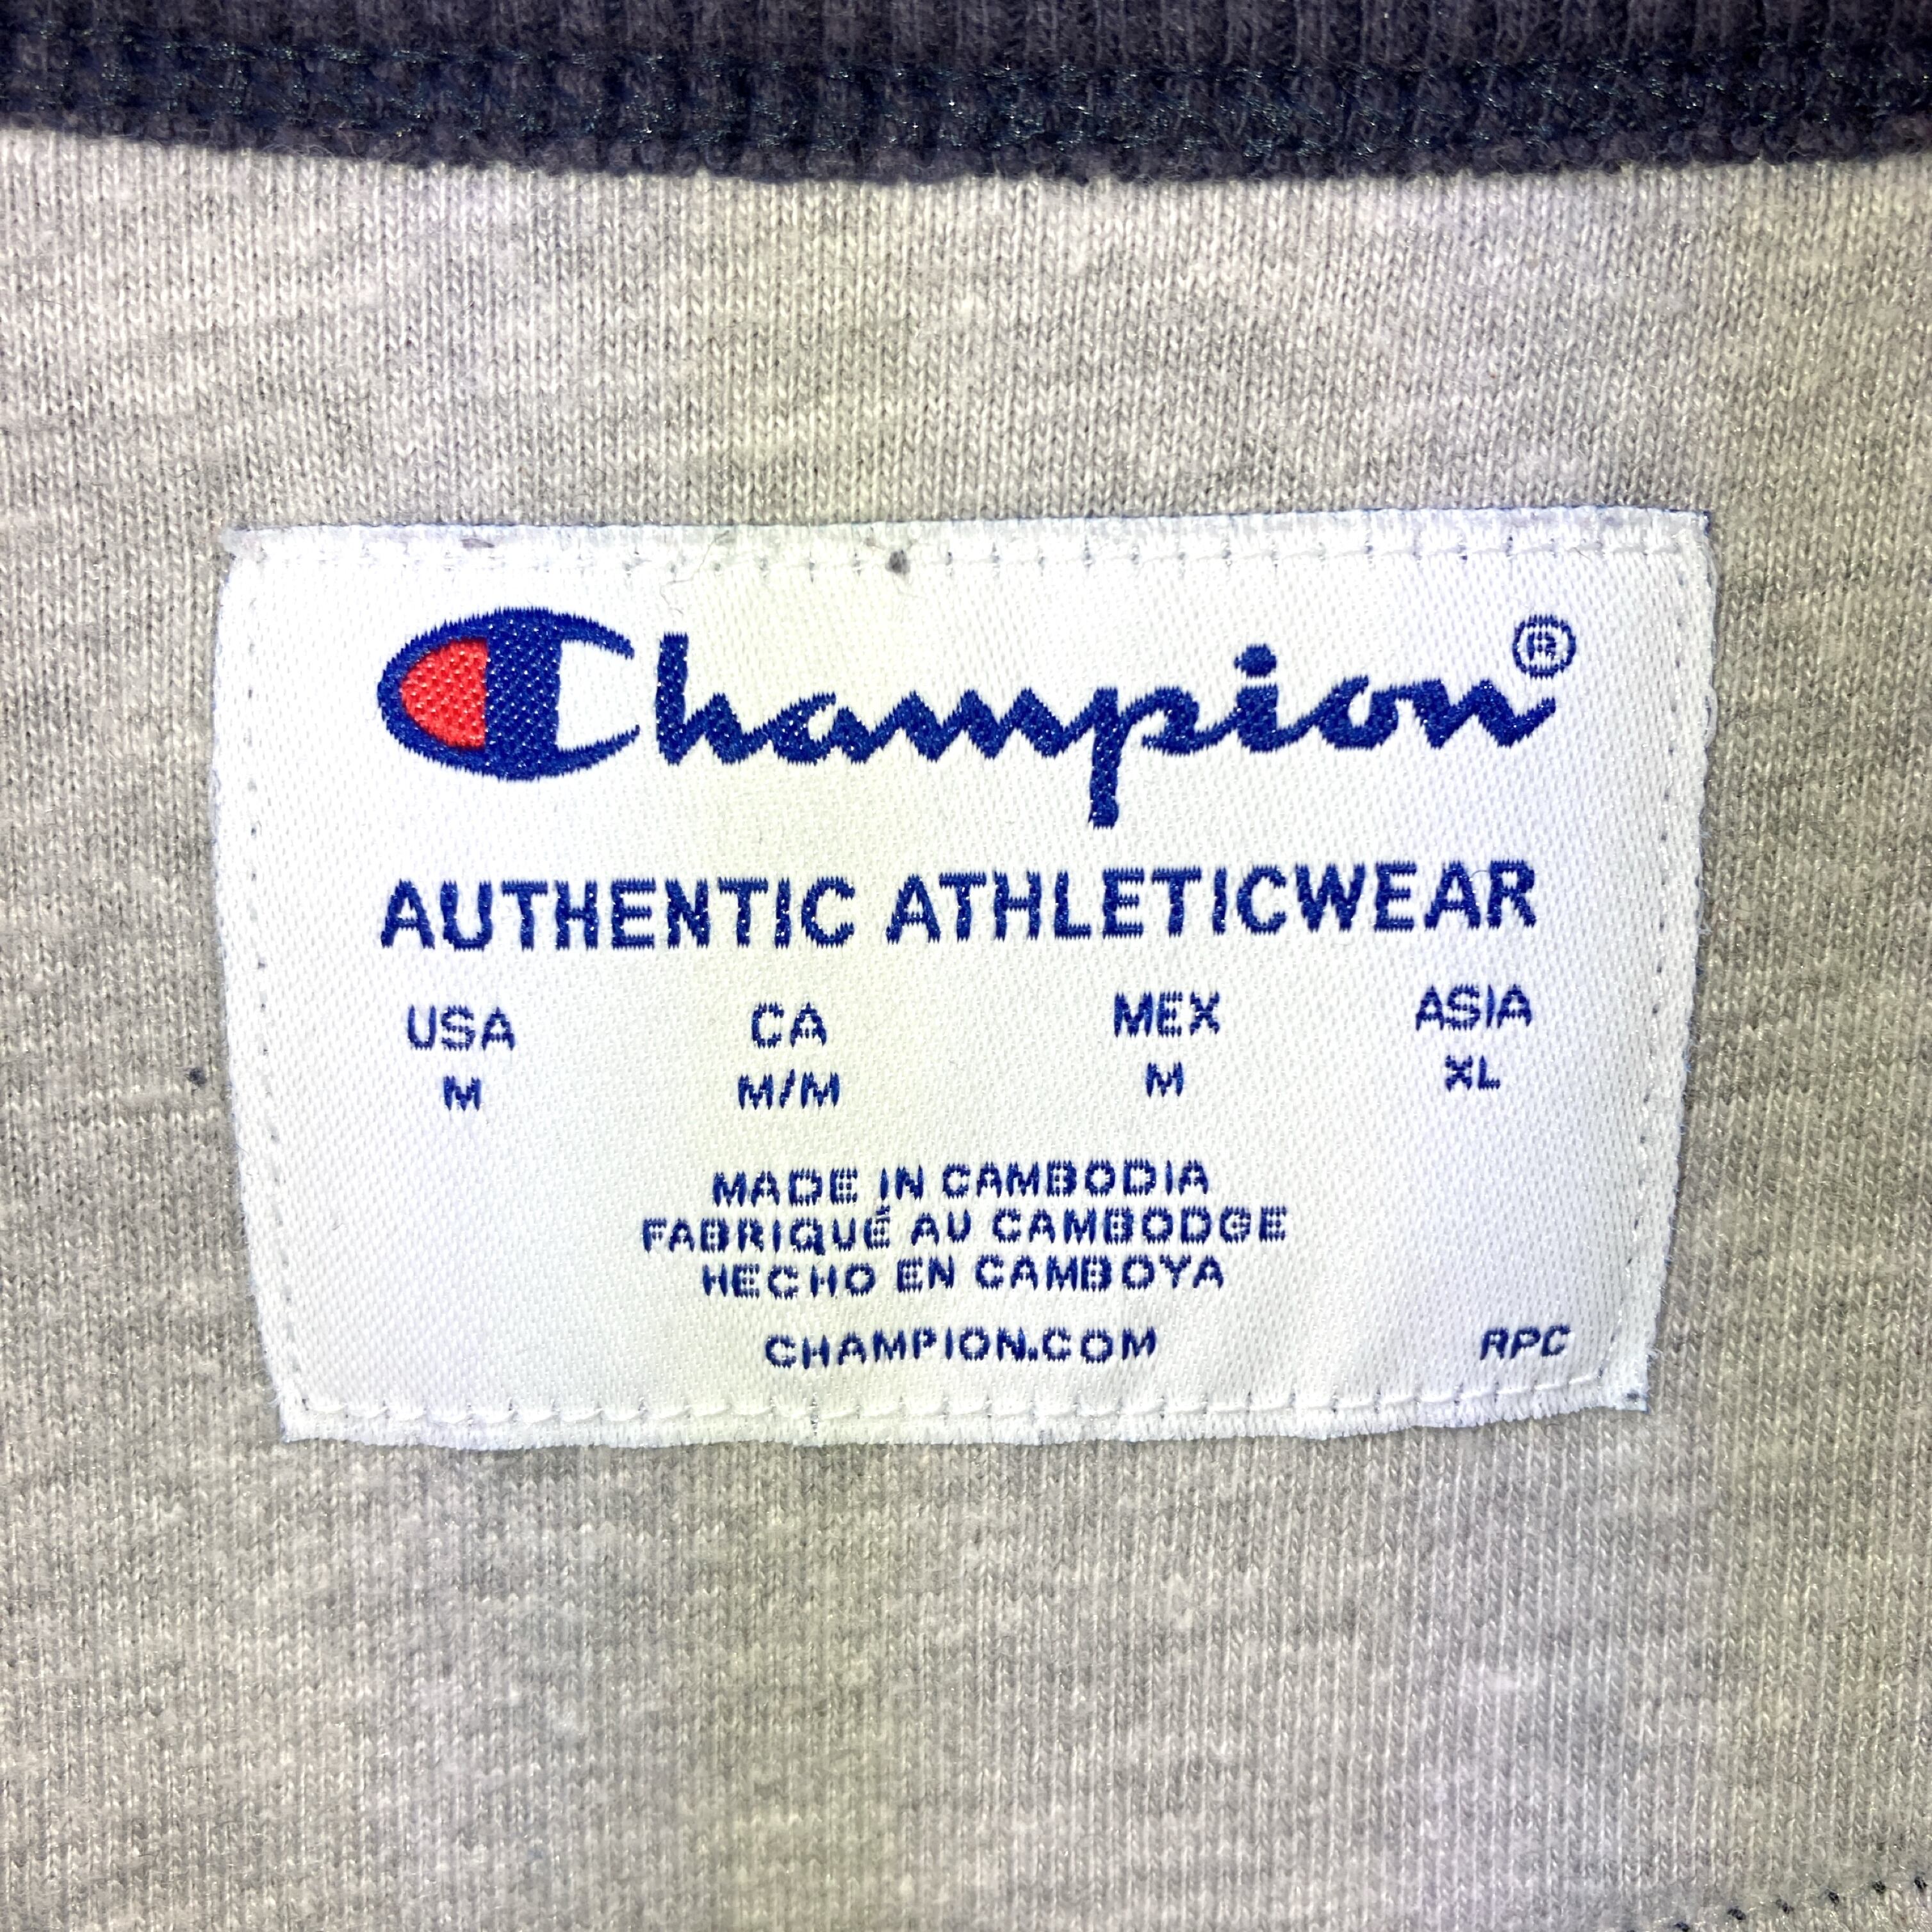 Champion®
AUTHENTIC ATHLETICWEAR
USA CA MEX ASIA
M M/M M XL
MADE IN CAMBODIA
FABRIQUÉ AU CAMBODGE
HECHO EN CAMBOYA
CHAMPION.COM RPC